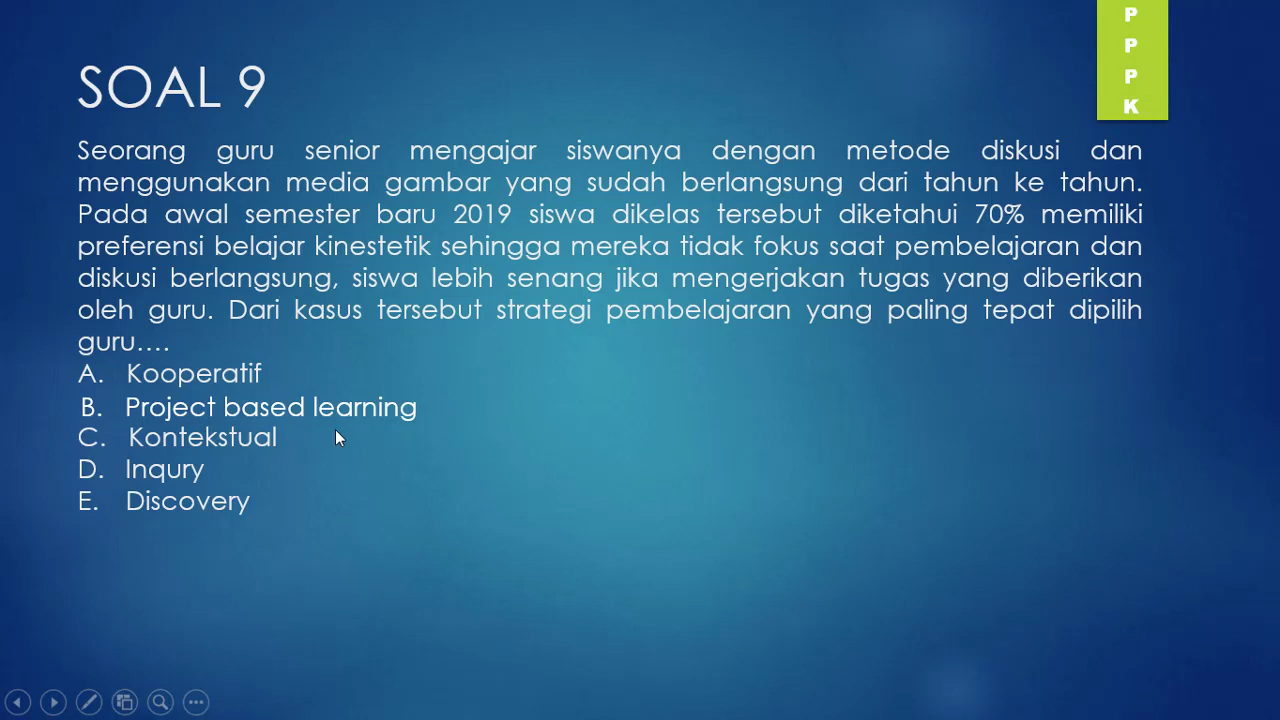 P
P
P
K
SOAL 9
Seorang guru senior mengajar siswanya dengan metode diskusi dan
menggunakan media gambar yang sudah berlangsung dari tahun ke tahun.
Pada awal semester baru 2019 siswa dikelas tersebut diketahui 70% memiliki
preferensi belajar kinestetik sehingga mereka tidak fokus saat pembelajaran dan
diskusi berlangsung, siswa lebih senang jika mengerjakan tugas yang diberikan
oleh guru. Dari kasus tersebut strategi pembelajaran yang paling tepat dipilih
guru....
A. Kooperatif
B. Project based learning
C. Kontekstual
D. Inqury
E. Discovery